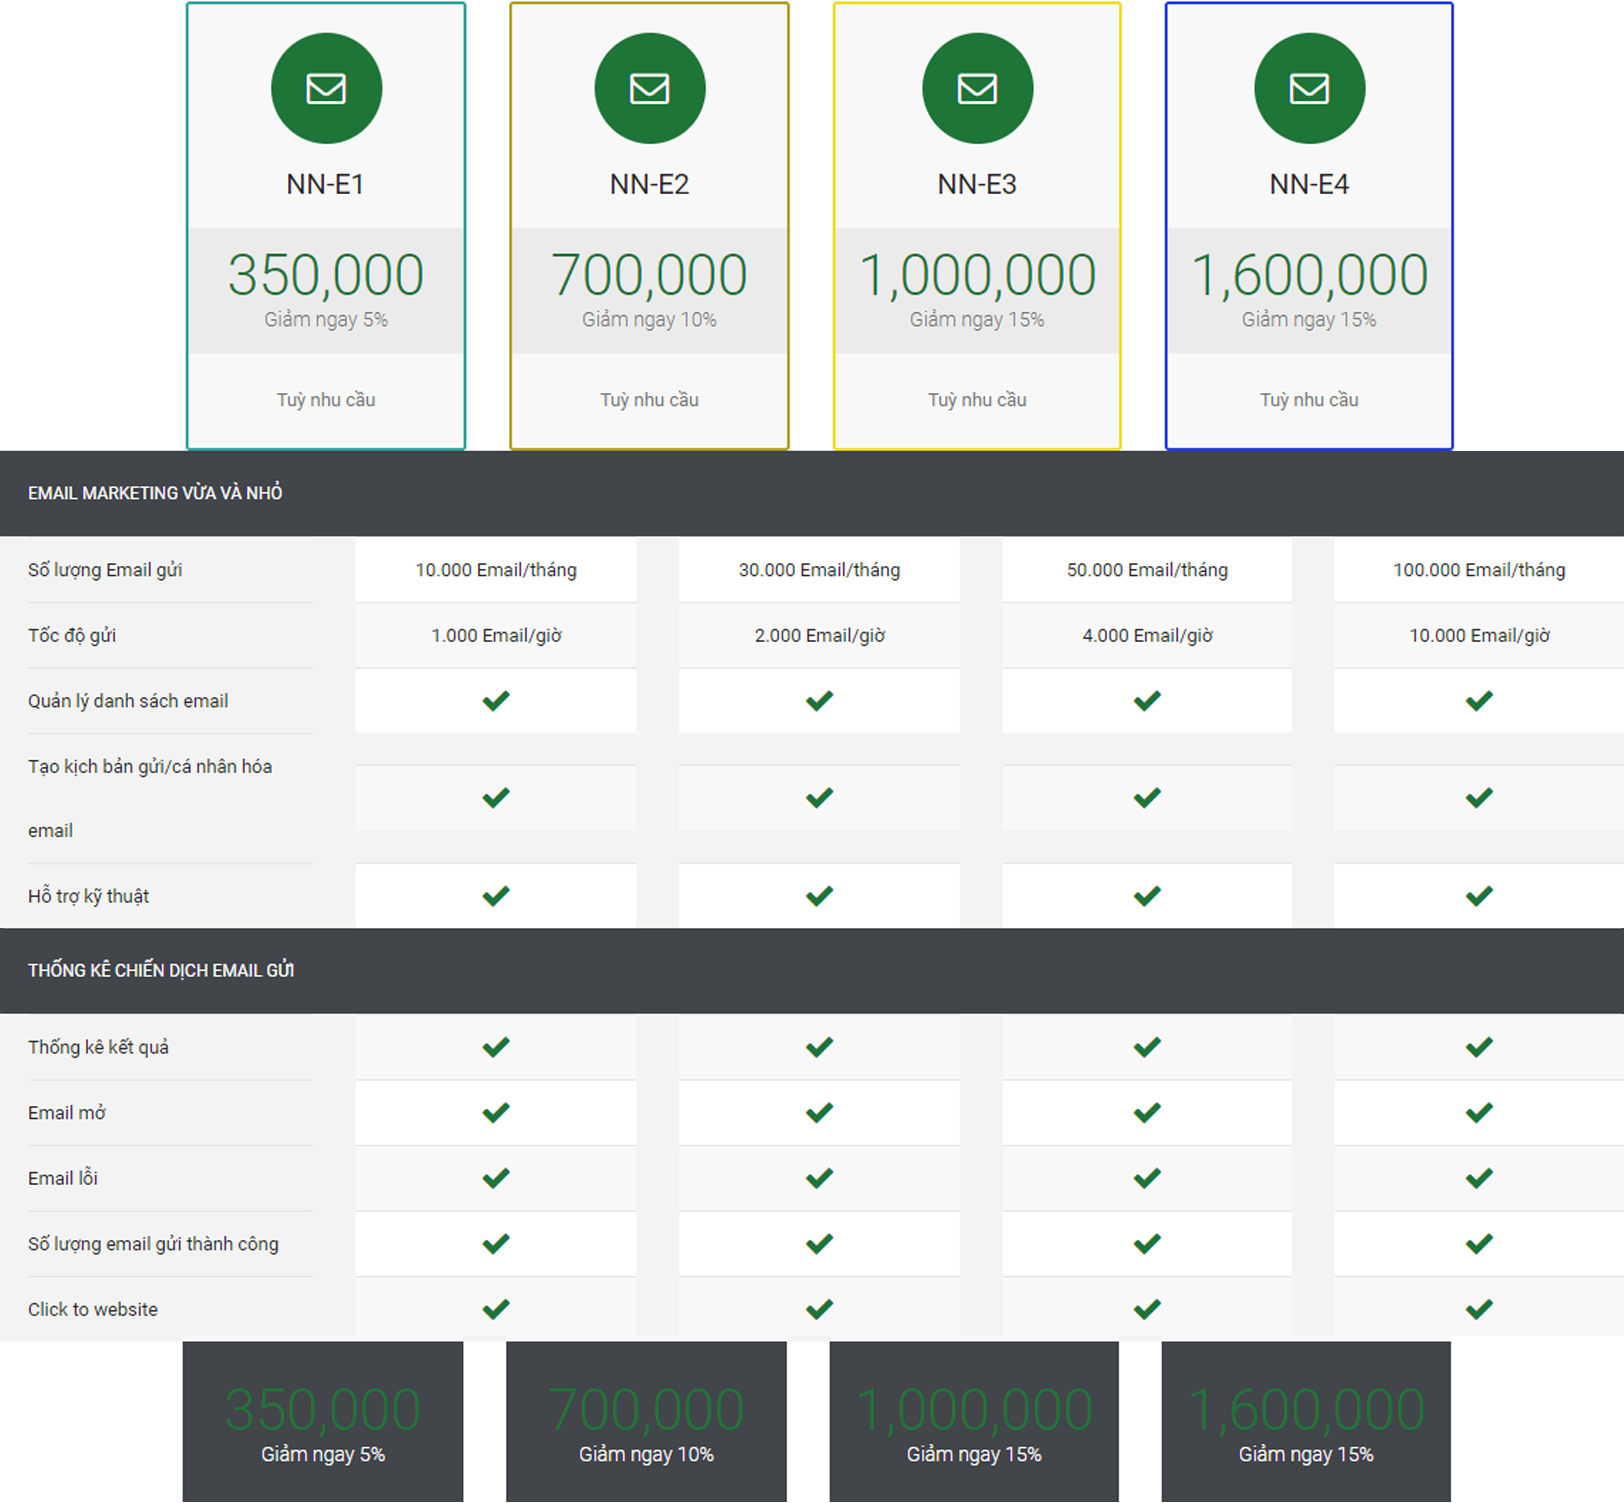 NN-E1 NN-E2 NN-E3 NN-E4
350,000 700,000 1,000,000 1,600,000
Giảm ngay 5% Giảm ngay 10% Giảm ngay 15% Giảm ngay 15%
Tuỳ nhu cầu Tuỳ nhu cầu Tuỳ nhu cầu Tuỳ nhu cầu
EMAIL MARKETING VỪA VÀ NHỎ
Số lượng Email gửi 10.000 Email/tháng 30.000 Email/tháng 50.000 Email/tháng 100.000 Email/tháng
Tốc độ gửi 1.000 Email/giờ 2.000 Email/giờ 4.000 Email/giờ 10.000 Email/giờ
Quản lý danh sách email
Tạo kịch bản gửi/cá nhân hóa
email
Hỗ trợ kỹ thuật
THỐNG KÊ CHIẾN DỊCH EMAIL GỬI
Thống kê kết quả
Email mở
Email lỗi
Số lượng email gửi thành công
Click to website
350,000 700,000 1,000,000 1,600,000
Giảm ngay 5% Giảm ngay 10% Giảm ngay 15% Giảm ngay 15%